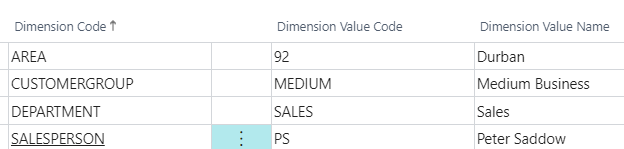 Dimension Code↑ Dimension Value Code Dimension Value Name
AREA 92 Durban
CUSTOMERGROUP MEDIUM Medium Business
DEPARTMENT SALES Sales
SALESPERSON PS Peter Saddow